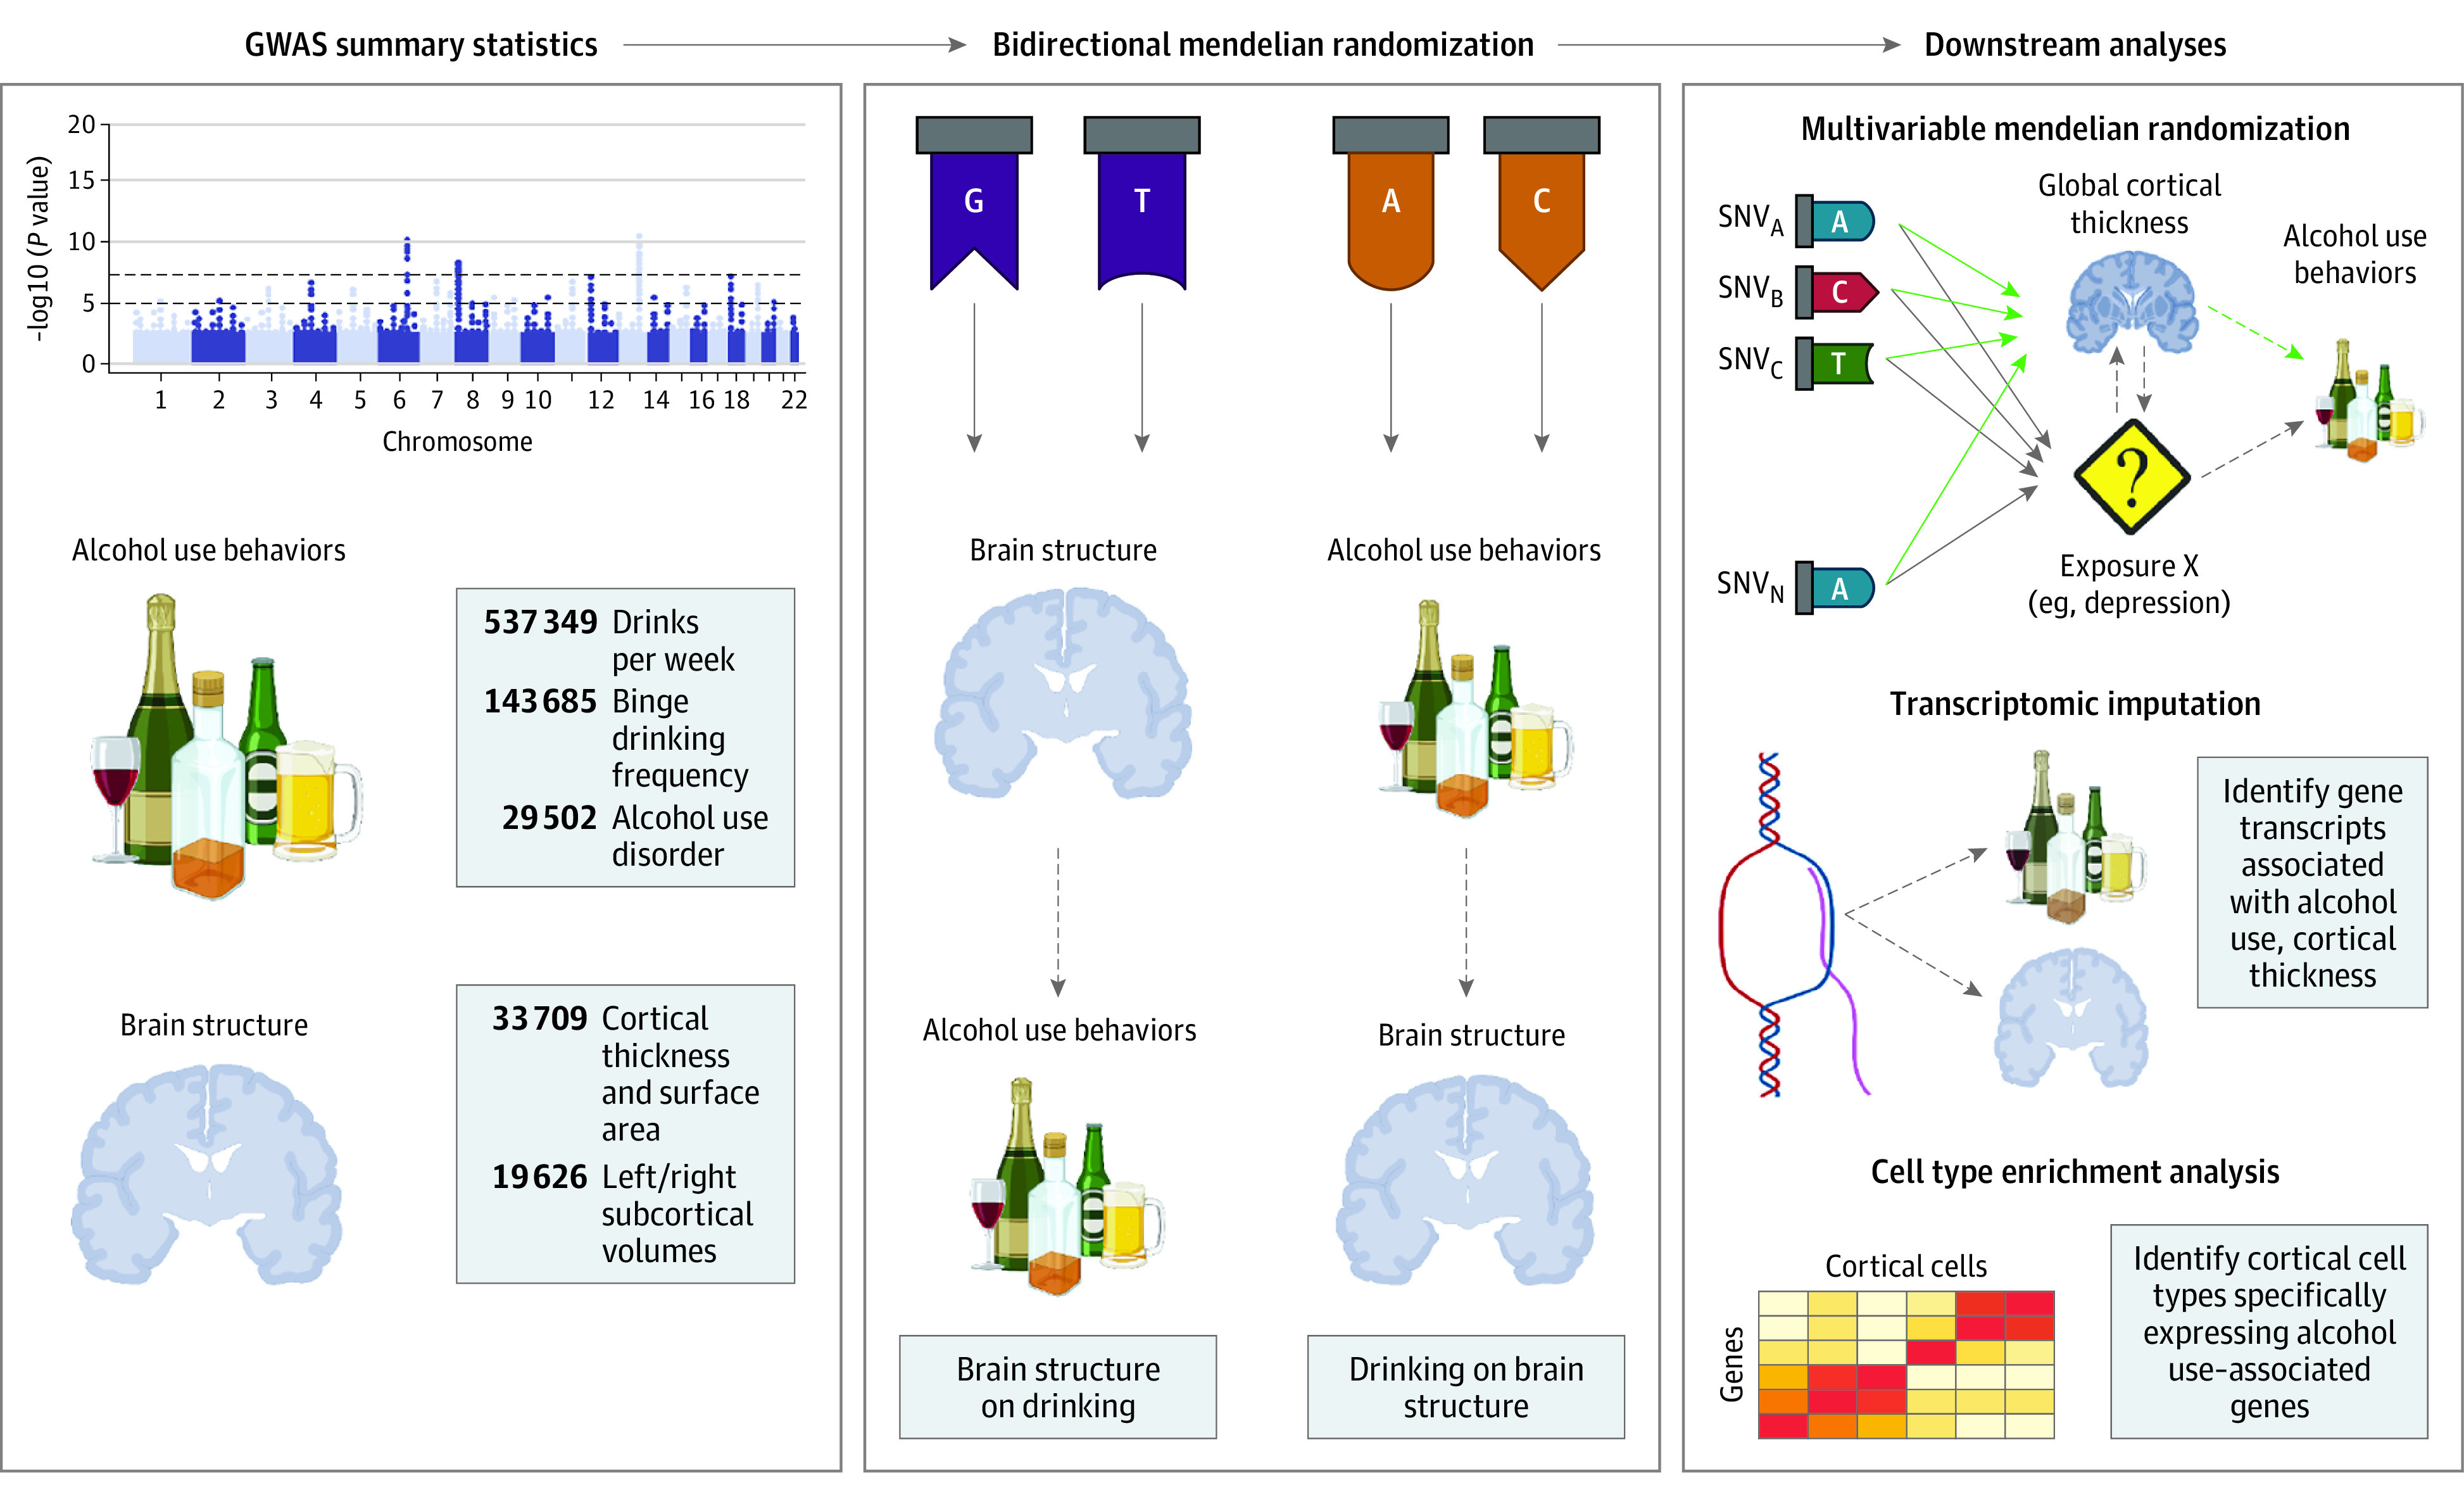 GWAS summary statistics
Bidirectional mendelian randomization
Downstream analyses
20
15
10
5
0
-log10 (P value)
1 2 3 4 5 6 7 8 9 10 12 14 16 18 22
Chromosome
Alcohol use behaviors
537 349 Drinks
per week
143 685 Binge
drinking
frequency
29 502 Alcohol use
disorder
Brain structure
33 709 Cortical
thickness
and surface
area
19 626 Left/right
subcortical
volumes
G
T
A
C
Brain structure
Alcohol use behaviors
Alcohol use behaviors
Brain structure
Brain structure
on drinking
Drinking on brain
structure
Multivariable mendelian randomization
SNVA A
SNVB C
SNVC T
SNVN A
Global cortical
thickness
Alcohol use
behaviors
?
Exposure X
(eg, depression)
Transcriptomic imputation
Identify gene
transcripts
associated
with alcohol
use, cortical
thickness
Cell type enrichment analysis
Cortical cells
Genes
Identify cortical cell
types specifically
expressing alcohol
use–associated
genes